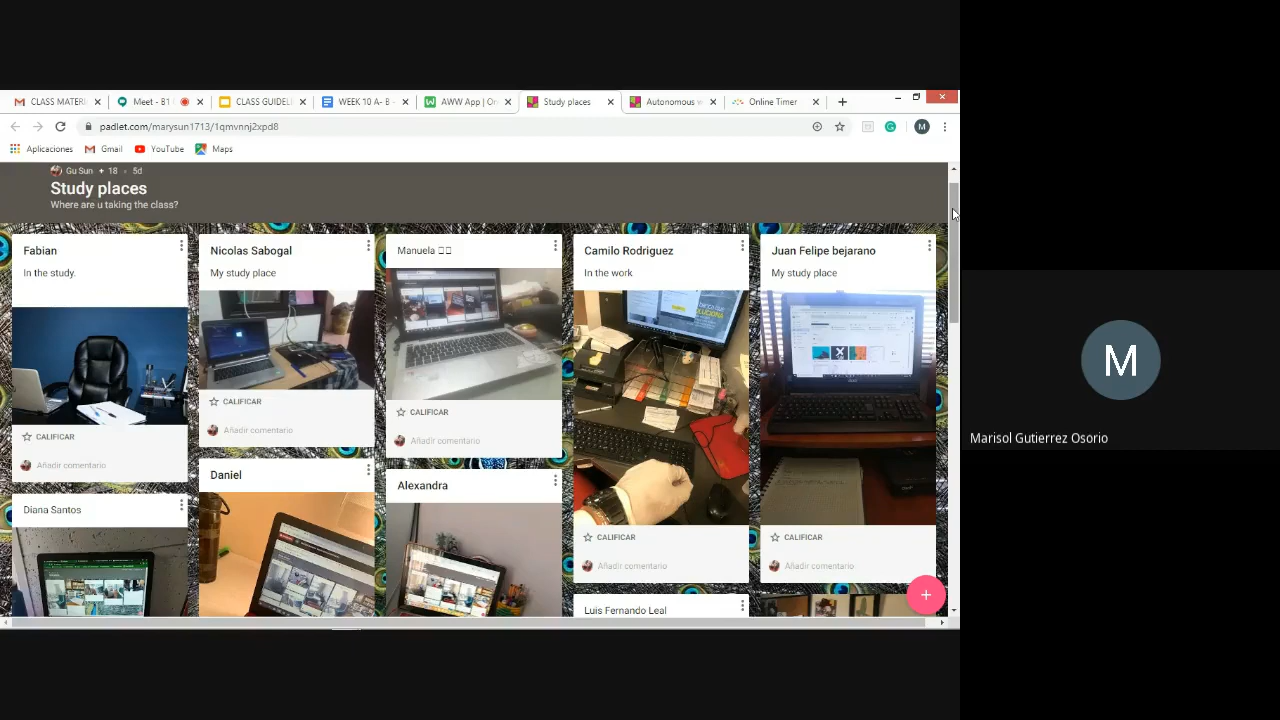 CLASS MATERI
Meet - B1
CLASS GUIDEL
WEEK 10 A- B -
AWW App | On
Study places
Autonomous w
Online Timer
padlet.com/marysun1713/1qmvnnj2xpd8
M
Aplicaciones
Gmail
YouTube
Maps
Gu Sun + 18 • 5d
Study places
Where are u taking the class?
Fabian
In the study.
CALIFICAR
Añadir comentario
Diana Santos
Nicolas Sabogal
My study place
CALIFICAR
Añadir comentario
Daniel
Manuela
CALIFICAR
Añadir comentario
Alexandra
Camilo Rodriguez
In the work
CALIFICAR
Añadir comentario
Luis Fernando Leal
Juan Felipe bejarano
My study place
CALIFICAR
Añadir comentario
M
Marisol Gutierrez Osorio